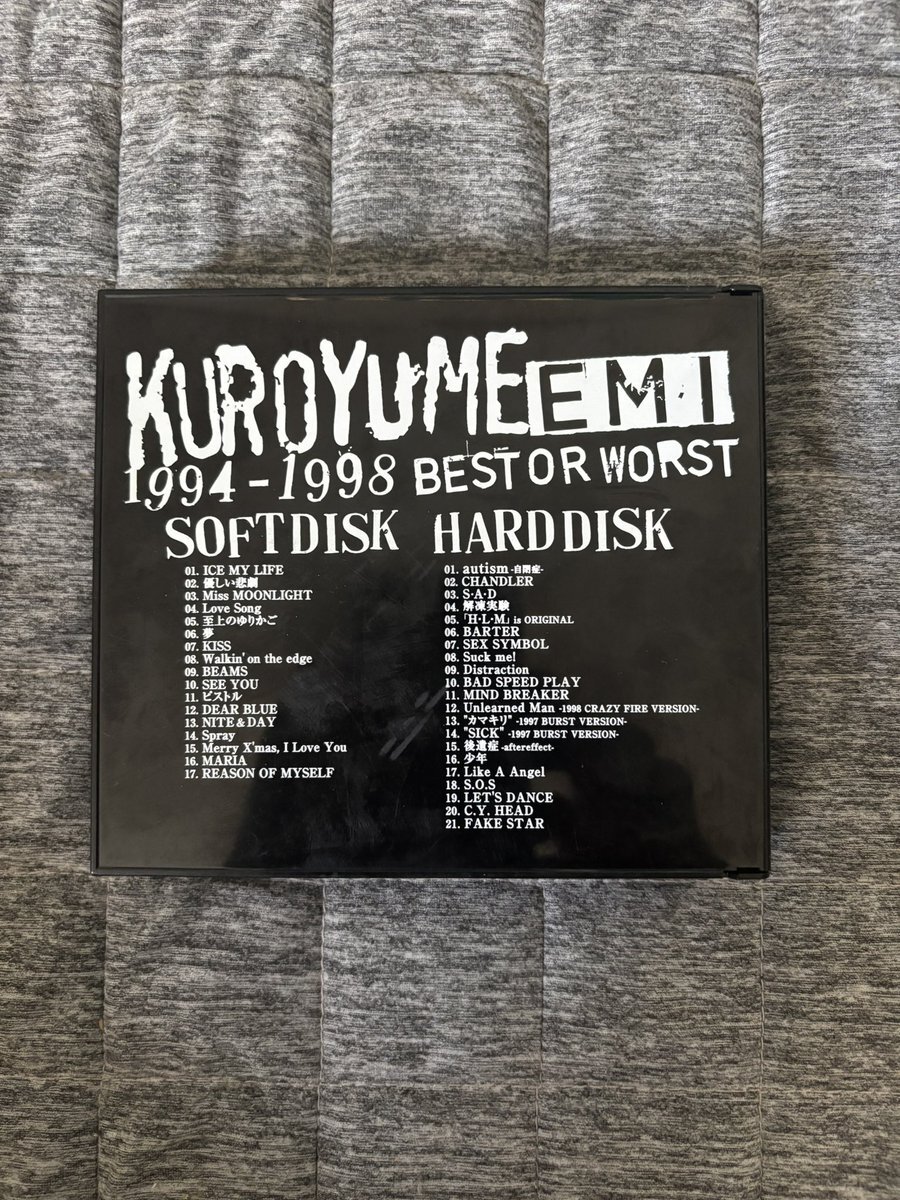 KUROYUME EMI
1994-1998 BEST OR WORST
SOFT DISK
01. ICE MY LIFE
02. 優しい悲劇
03. Miss MOONLIGHT
04. Love Song
05. 至上のゆりかご
06. 夢
07. KISS
08. Walkin' on the edge
09. BEAMS
10. SEE YOU
11. ピストル
12. DEAR BLUE
13. NITE & DAY
14. Spray
15. Merry X'mas, I Love You
16. MARIA
17. REASON OF MYSELF
HARD DISK
01. autism -自閉症-
02. CHANDLER
03. S・A・D
04. 解凍実験
05. 「H・L・M」 is ORIGINAL
06. BARTER
07. SEX SYMBOL
08. Suck me!
09. Distraction
10. BAD SPEED PLAY
11. MIND BREAKER
12. Unlearned Man -1998 CRAZY FIRE VERSION-
13. "カマキリ" -1997 BURST VERSION-
14. "SICK" -1997 BURST VERSION-
15. 後遺症 -aftereffect-
16. 少年
17. Like A Angel
18. S.O.S
19. LET'S DANCE
20. C.Y. HEAD
21. FAKE STAR